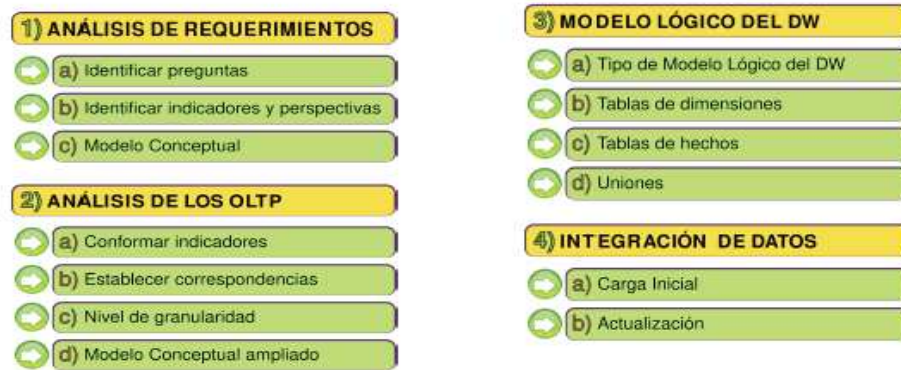 1) ANÁLISIS DE REQUERIMIENTOS
a) Identificar preguntas
b) Identificar indicadores y perspectivas
c) Modelo Conceptual
2) ANÁLISIS DE LOS OLTP
a) Conformar indicadores
b) Establecer correspondencias
c) Nivel de granularidad
d) Modelo Conceptual ampliado
3) MODELO LÓGICO DEL DW
a) Tipo de Modelo Lógico del DW
b) Tablas de dimensiones
c) Tablas de hechos
d) Uniones
4) INTEGRACIÓN DE DATOS
a) Carga Inicial
b) Actualización